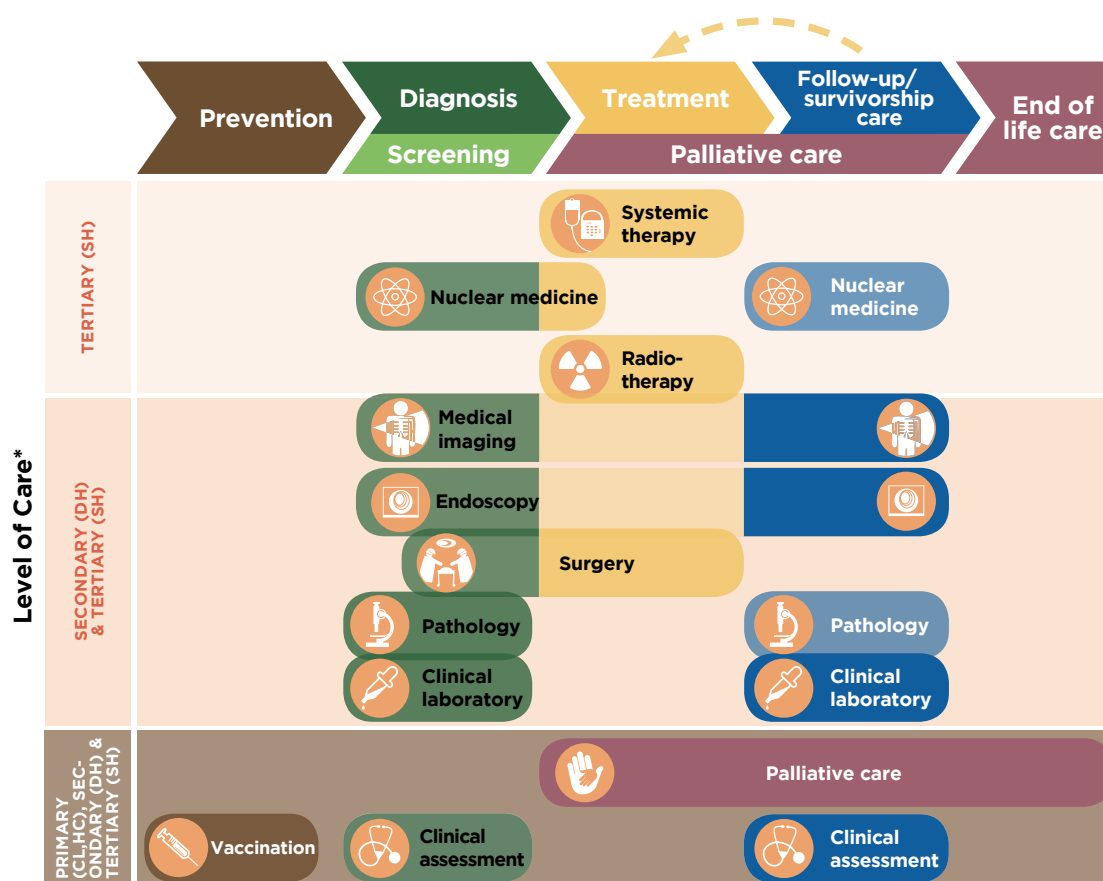 Prevention
Diagnosis
Screening
Treatment
Follow-up/
survivorship
care
Palliative care
End of
life care
Level of Care*
TERTIARY (SH)
Systemic
therapy
Nuclear medicine
Nuclear
medicine
Radio-
therapy
SECONDARY (DH)
& TERTIARY (SH)
Medical
imaging
Endoscopy
Surgery
Pathology
Pathology
Clinical
laboratory
Clinical
laboratory
PRIMARY
(CL,HC), SEC-
ONDARY (DH) &
TERTIARY (SH)
Palliative care
Vaccination
Clinical
assessment
Clinical
assessment